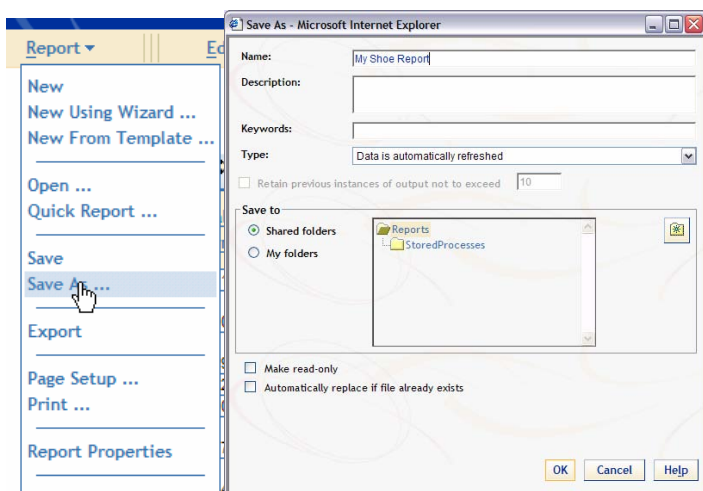 Report
Ed
New
New Using Wizard ...
New From Template ...
Open ...
Quick Report ...
Save
Save As ...
Export
Page Setup ...
Print ...
Report Properties
Save As - Microsoft Internet Explorer
Name: My Shoe Report
Description:
Keywords:
Type: Data is automatically refreshed
Retain previous instances of output not to exceed 10
Save to
Shared folders
My folders
Reports
StoredProcesses
Make read-only
Automatically replace if file already exists
OK Cancel Help